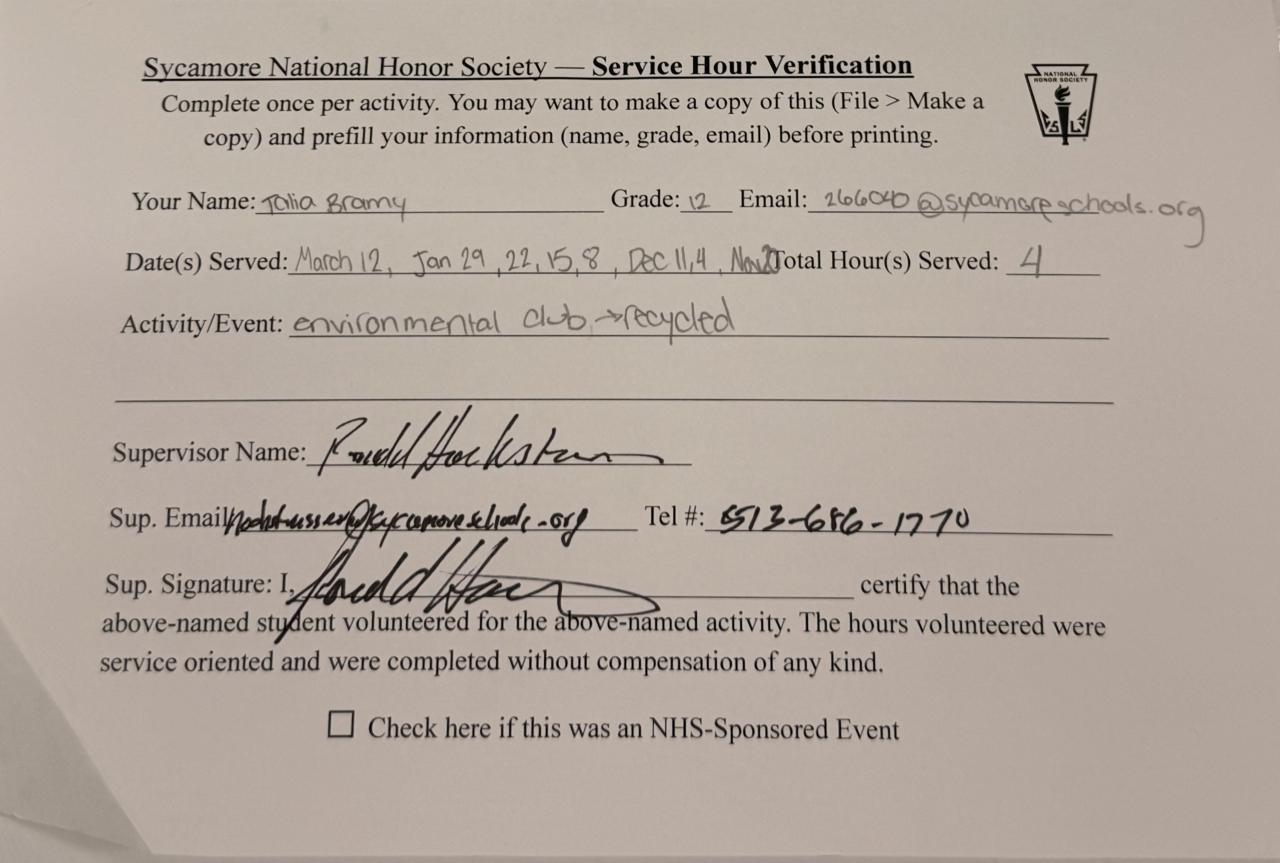 Sycamore National Honor Society — Service Hour Verification
Complete once per activity. You may want to make a copy of this (File > Make a
copy) and prefill your information (name, grade, email) before printing.
NATIONAL
HONOR SOCIETY
S L
Your Name: Talia Bramy Grade: 12 Email: 266040@sycamoreschools.org
Date(s) Served: March 12, Jan 29, 22, 15, 8, Dec 11, 4, Nov Total Hour(s) Served: 4
Activity/Event: environmental club → recycled
Supervisor Name:
Sup. Email Tel #: 513-686-1770
Sup. Signature: I, certify that the
above-named student volunteered for the above-named activity. The hours volunteered were
service oriented and were completed without compensation of any kind.
☐ Check here if this was an NHS-Sponsored Event